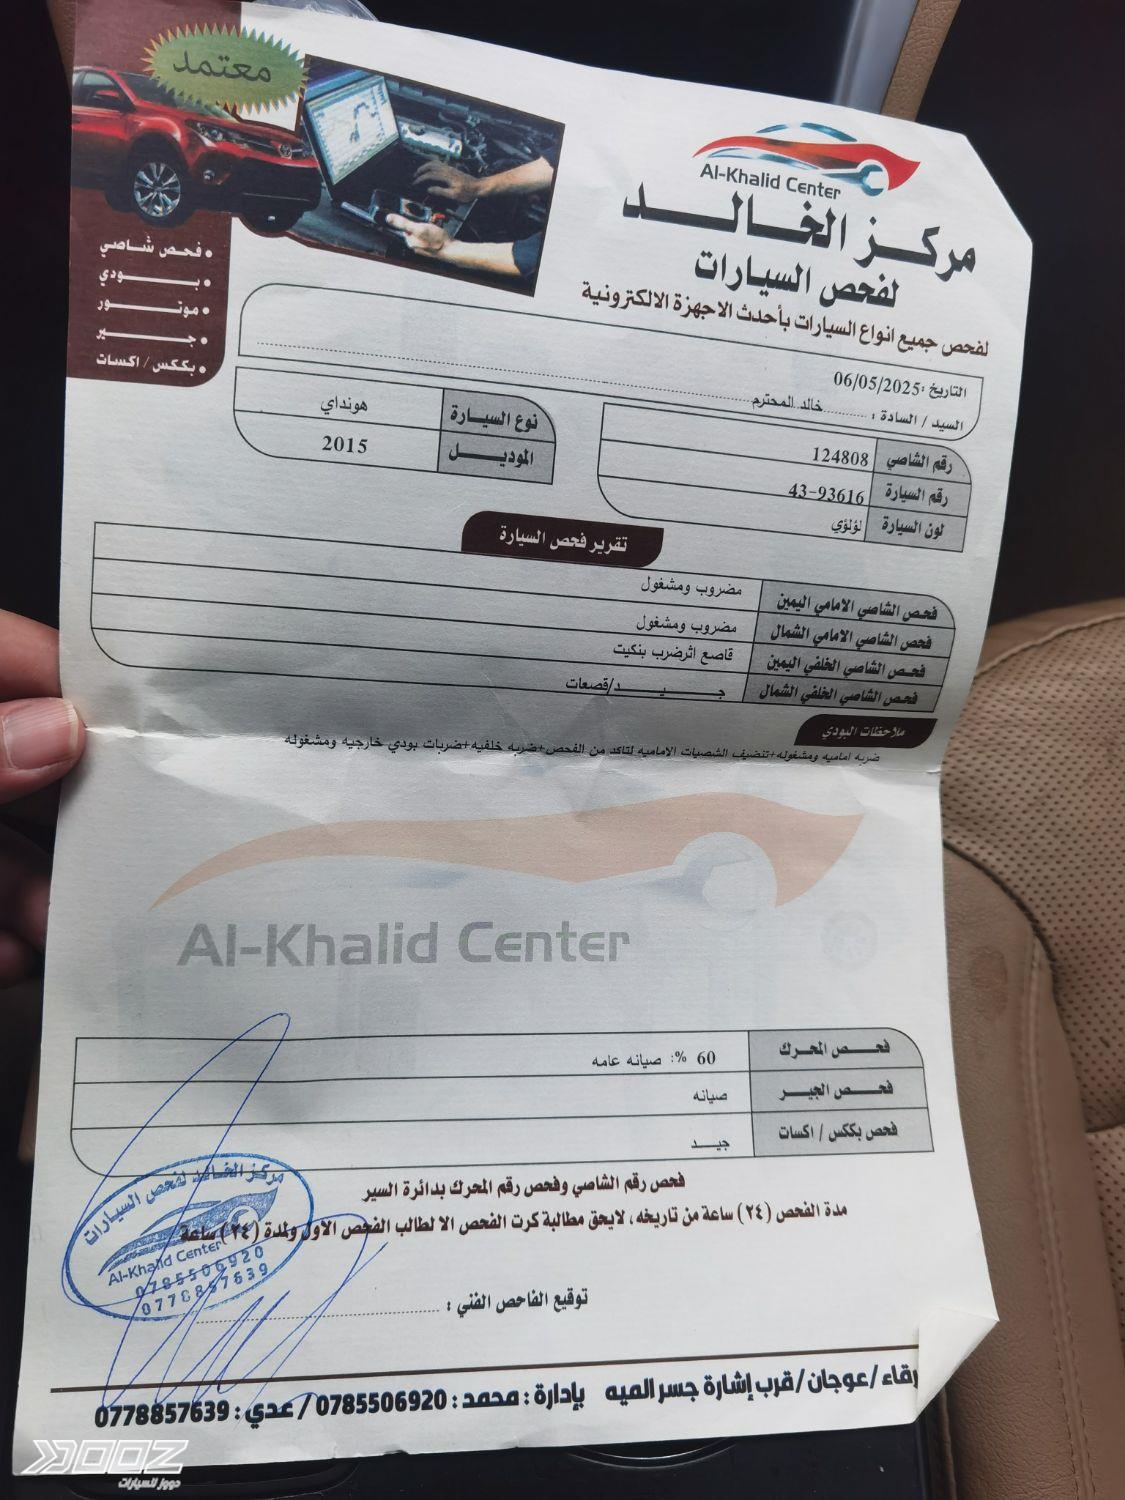 معتمد
Al-Khalid Center
مركز الخالد
لفحص السيارات
لفحص جميع انواع السيارات بأحدث الاجهزة الالكترونية
• فحص شاصي
• بودي
• موتور
• جير
• بككس / اكسات
التاريخ : 06/05/2025
السيد / السادة : خالد المحترم
رقم الشاصي 124808
رقم السيارة 43-93616
لون السيارة لؤلؤي
نوع السيارة هونداي
الموديل 2015
تقرير فحص السيارة
فحص الشاصي الامامي اليمين مضروب ومشغول
فحص الشاصي الامامي الشمال مضروب ومشغول
فحص الشاصي الخلفي اليمين قاصع اثرضرب بنكيت
فحص الشاصي الخلفي الشمال جيد/قصعات
ملاحظات البودي
ضربه اماميه ومشغوله+تنضيف الشصيات الاماميه لتاكد من الفحص+ضربه خلفيه+ضربات بودي خارجيه ومشغوله
Al-Khalid Center
فحص المحرك 60 %: صيانه عامه
فحص الجير صيانه
فحص بككس / اكسات جيد
فحص رقم الشاصي وفحص رقم المحرك بدائرة السير
مدة الفحص (٢٤) ساعة من تاريخه، لايحق مطالبة كرت الفحص الا لطالب الفحص الاول ولمدة (٢٤) ساعة
مركز الخالد لفحص السيارات
Al-Khalid Center
0785506920
0778857639
توقيع الفاحص الفني :
رقاء/عوجان/قرب إشارة جسر الميه بإدارة : محمد : 0785506920 / عدي : 0778857639
DOOZ
دووز للسيارات